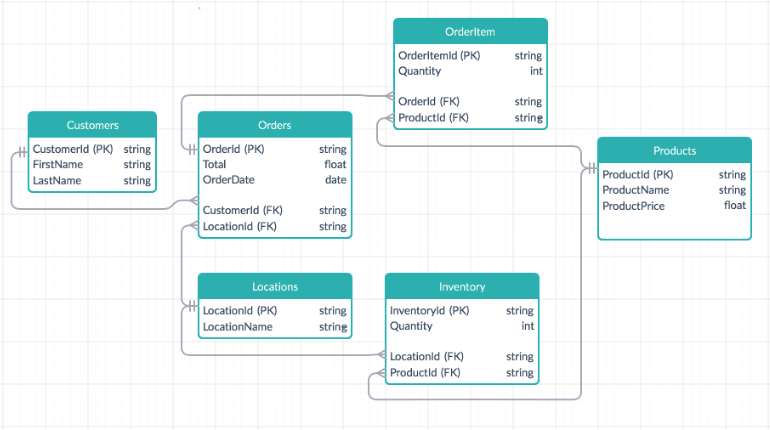 OrderItem
OrderItemId (PK) string
Quantity int
OrderId (FK) string
ProductId (FK) string
Customers
CustomerId (PK) string
FirstName string
LastName string
Orders
OrderId (PK) string
Total float
OrderDate date
CustomerId (FK) string
LocationId (FK) string
Products
ProductId (PK) string
ProductName string
ProductPrice float
Locations
LocationId (PK) string
LocationName string
Inventory
InventoryId (PK) string
Quantity int
LocationId (FK) string
ProductId (FK) string